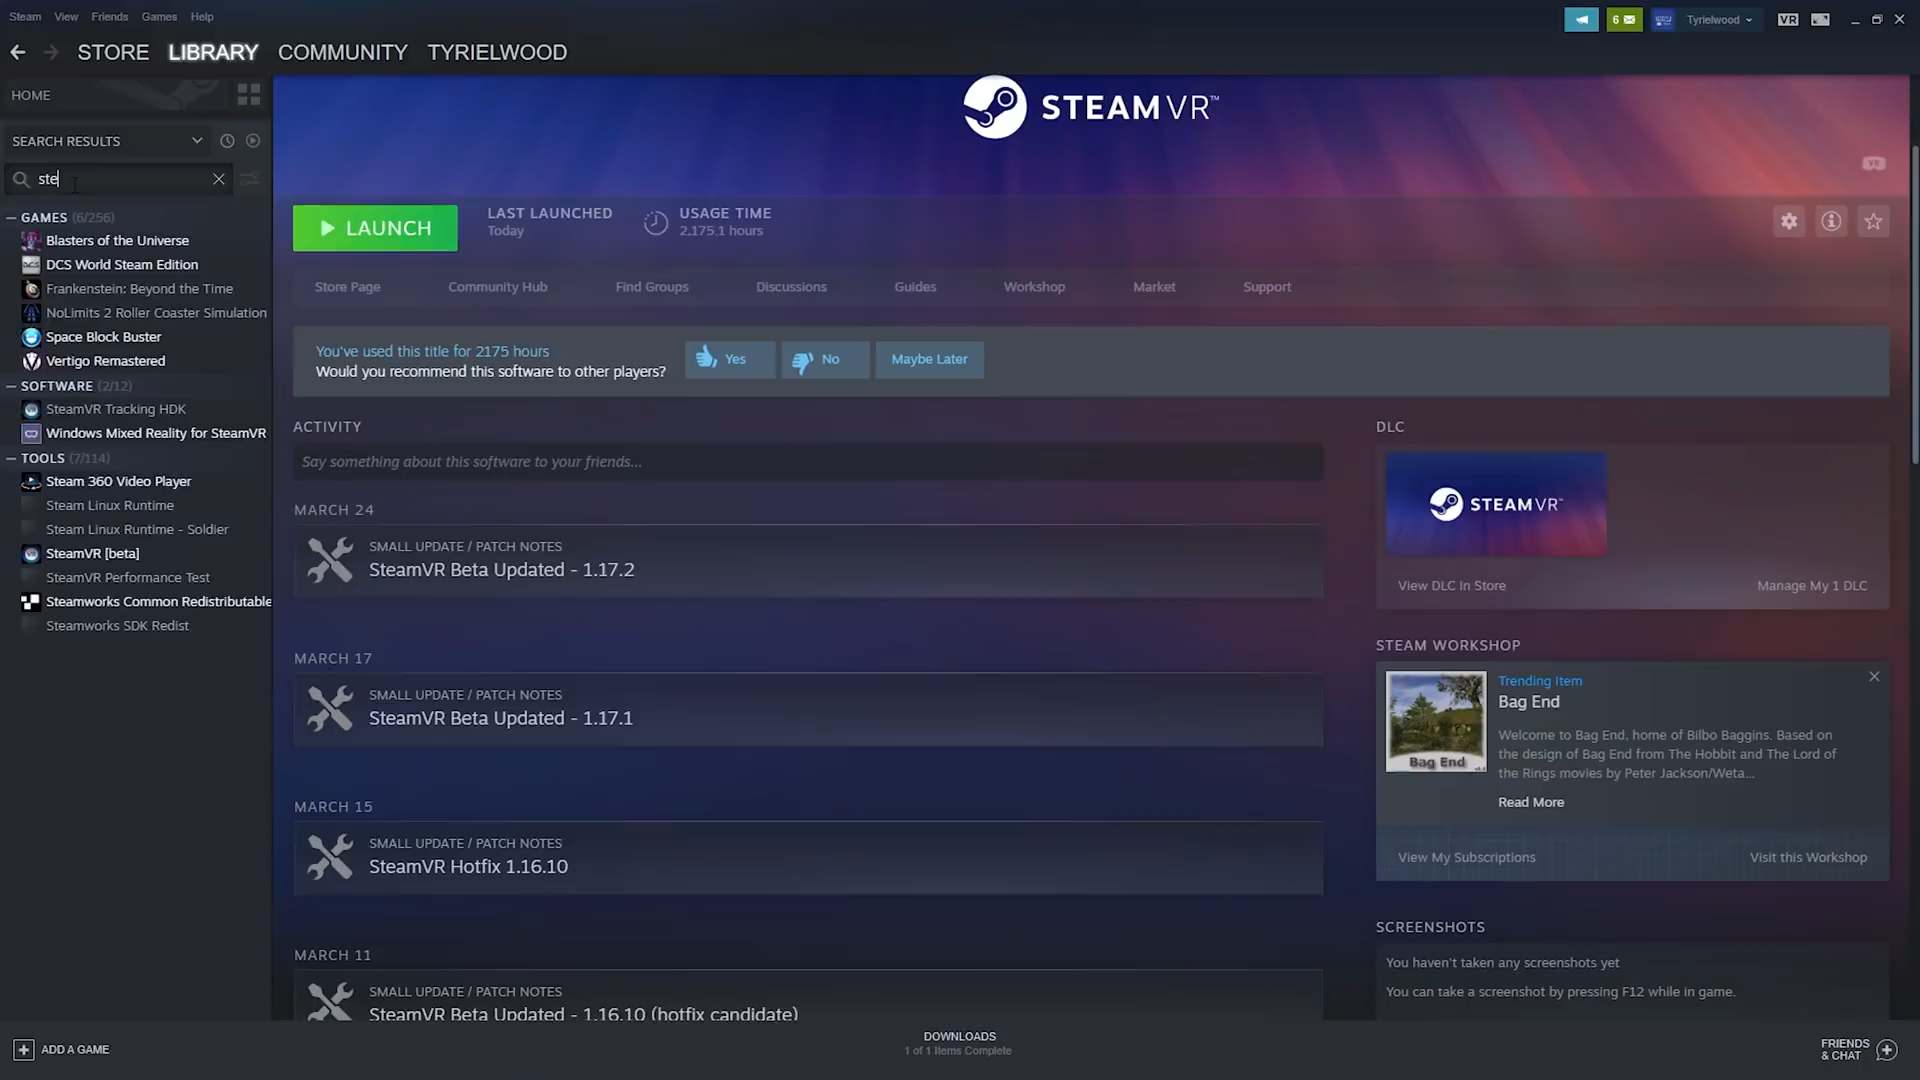 Steam View Friends Games Help
6 Tyrielwood VR
STORE LIBRARY COMMUNITY TYRIELWOOD
HOME
SEARCH RESULTS
ste
— GAMES (6/256)
Blasters of the Universe
DCS World Steam Edition
Frankenstein: Beyond the Time
NoLimits 2 Roller Coaster Simulation
Space Block Buster
Vertigo Remastered
— SOFTWARE (2/12)
SteamVR Tracking HDK
Windows Mixed Reality for SteamVR
— TOOLS (7/114)
Steam 360 Video Player
Steam Linux Runtime
Steam Linux Runtime - Soldier
SteamVR [beta]
SteamVR Performance Test
Steamworks Common Redistributable
Steamworks SDK Redist
STEAMVR™
VR
LAUNCH
LAST LAUNCHED
Today
USAGE TIME
2,175.1 hours
Store Page Community Hub Find Groups Discussions Guides Workshop Market Support
You've used this title for 2175 hours
Would you recommend this software to other players?
Yes No Maybe Later
ACTIVITY
Say something about this software to your friends...
MARCH 24
SMALL UPDATE / PATCH NOTES
SteamVR Beta Updated - 1.17.2
MARCH 17
SMALL UPDATE / PATCH NOTES
SteamVR Beta Updated - 1.17.1
MARCH 15
SMALL UPDATE / PATCH NOTES
SteamVR Hotfix 1.16.10
MARCH 11
SMALL UPDATE / PATCH NOTES
SteamVR Beta Updated - 1.16.10 (hotfix candidate)
DLC
STEAMVR™
View DLC In Store Manage My 1 DLC
STEAM WORKSHOP
Bag End
Trending Item
Bag End
Welcome to Bag End, home of Bilbo Baggins. Based on
the design of Bag End from The Hobbit and The Lord of
the Rings movies by Peter Jackson/Weta...
Read More
View My Subscriptions Visit this Workshop
SCREENSHOTS
You haven't taken any screenshots yet
You can take a screenshot by pressing F12 while in game.
ADD A GAME
DOWNLOADS
1 of 1 Items Complete
FRIENDS
& CHAT